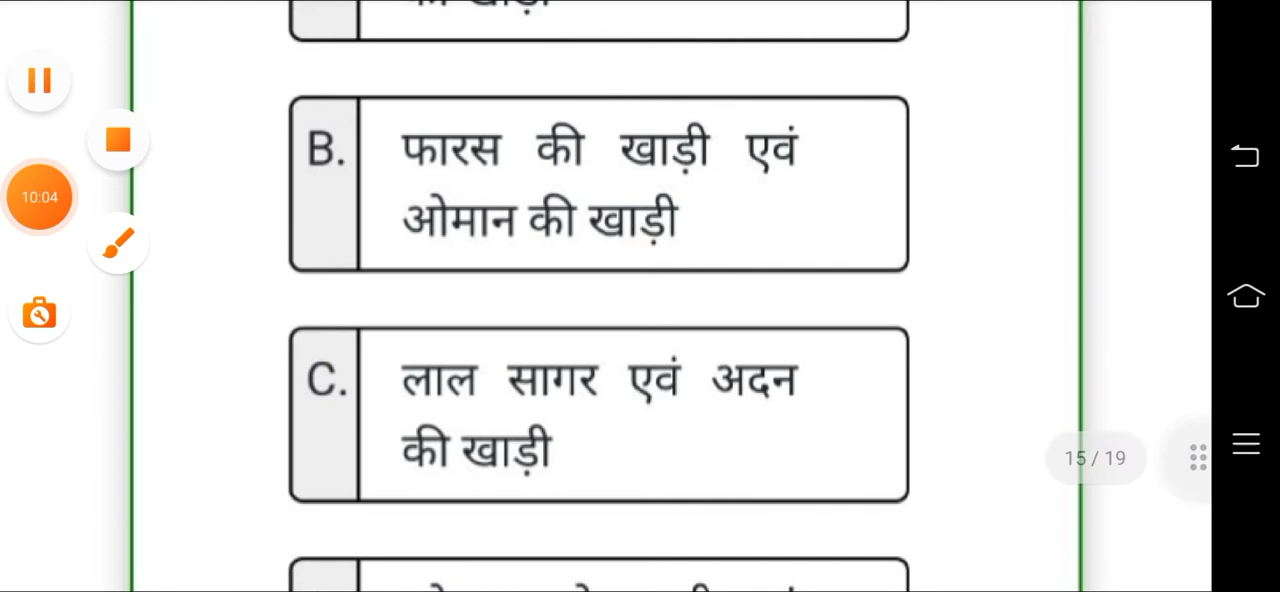 B.
फारस की खाड़ी एवं
ओमान की खाड़ी
10:04
C.
लाल सागर एवं अदन
की खाड़ी
15 / 19